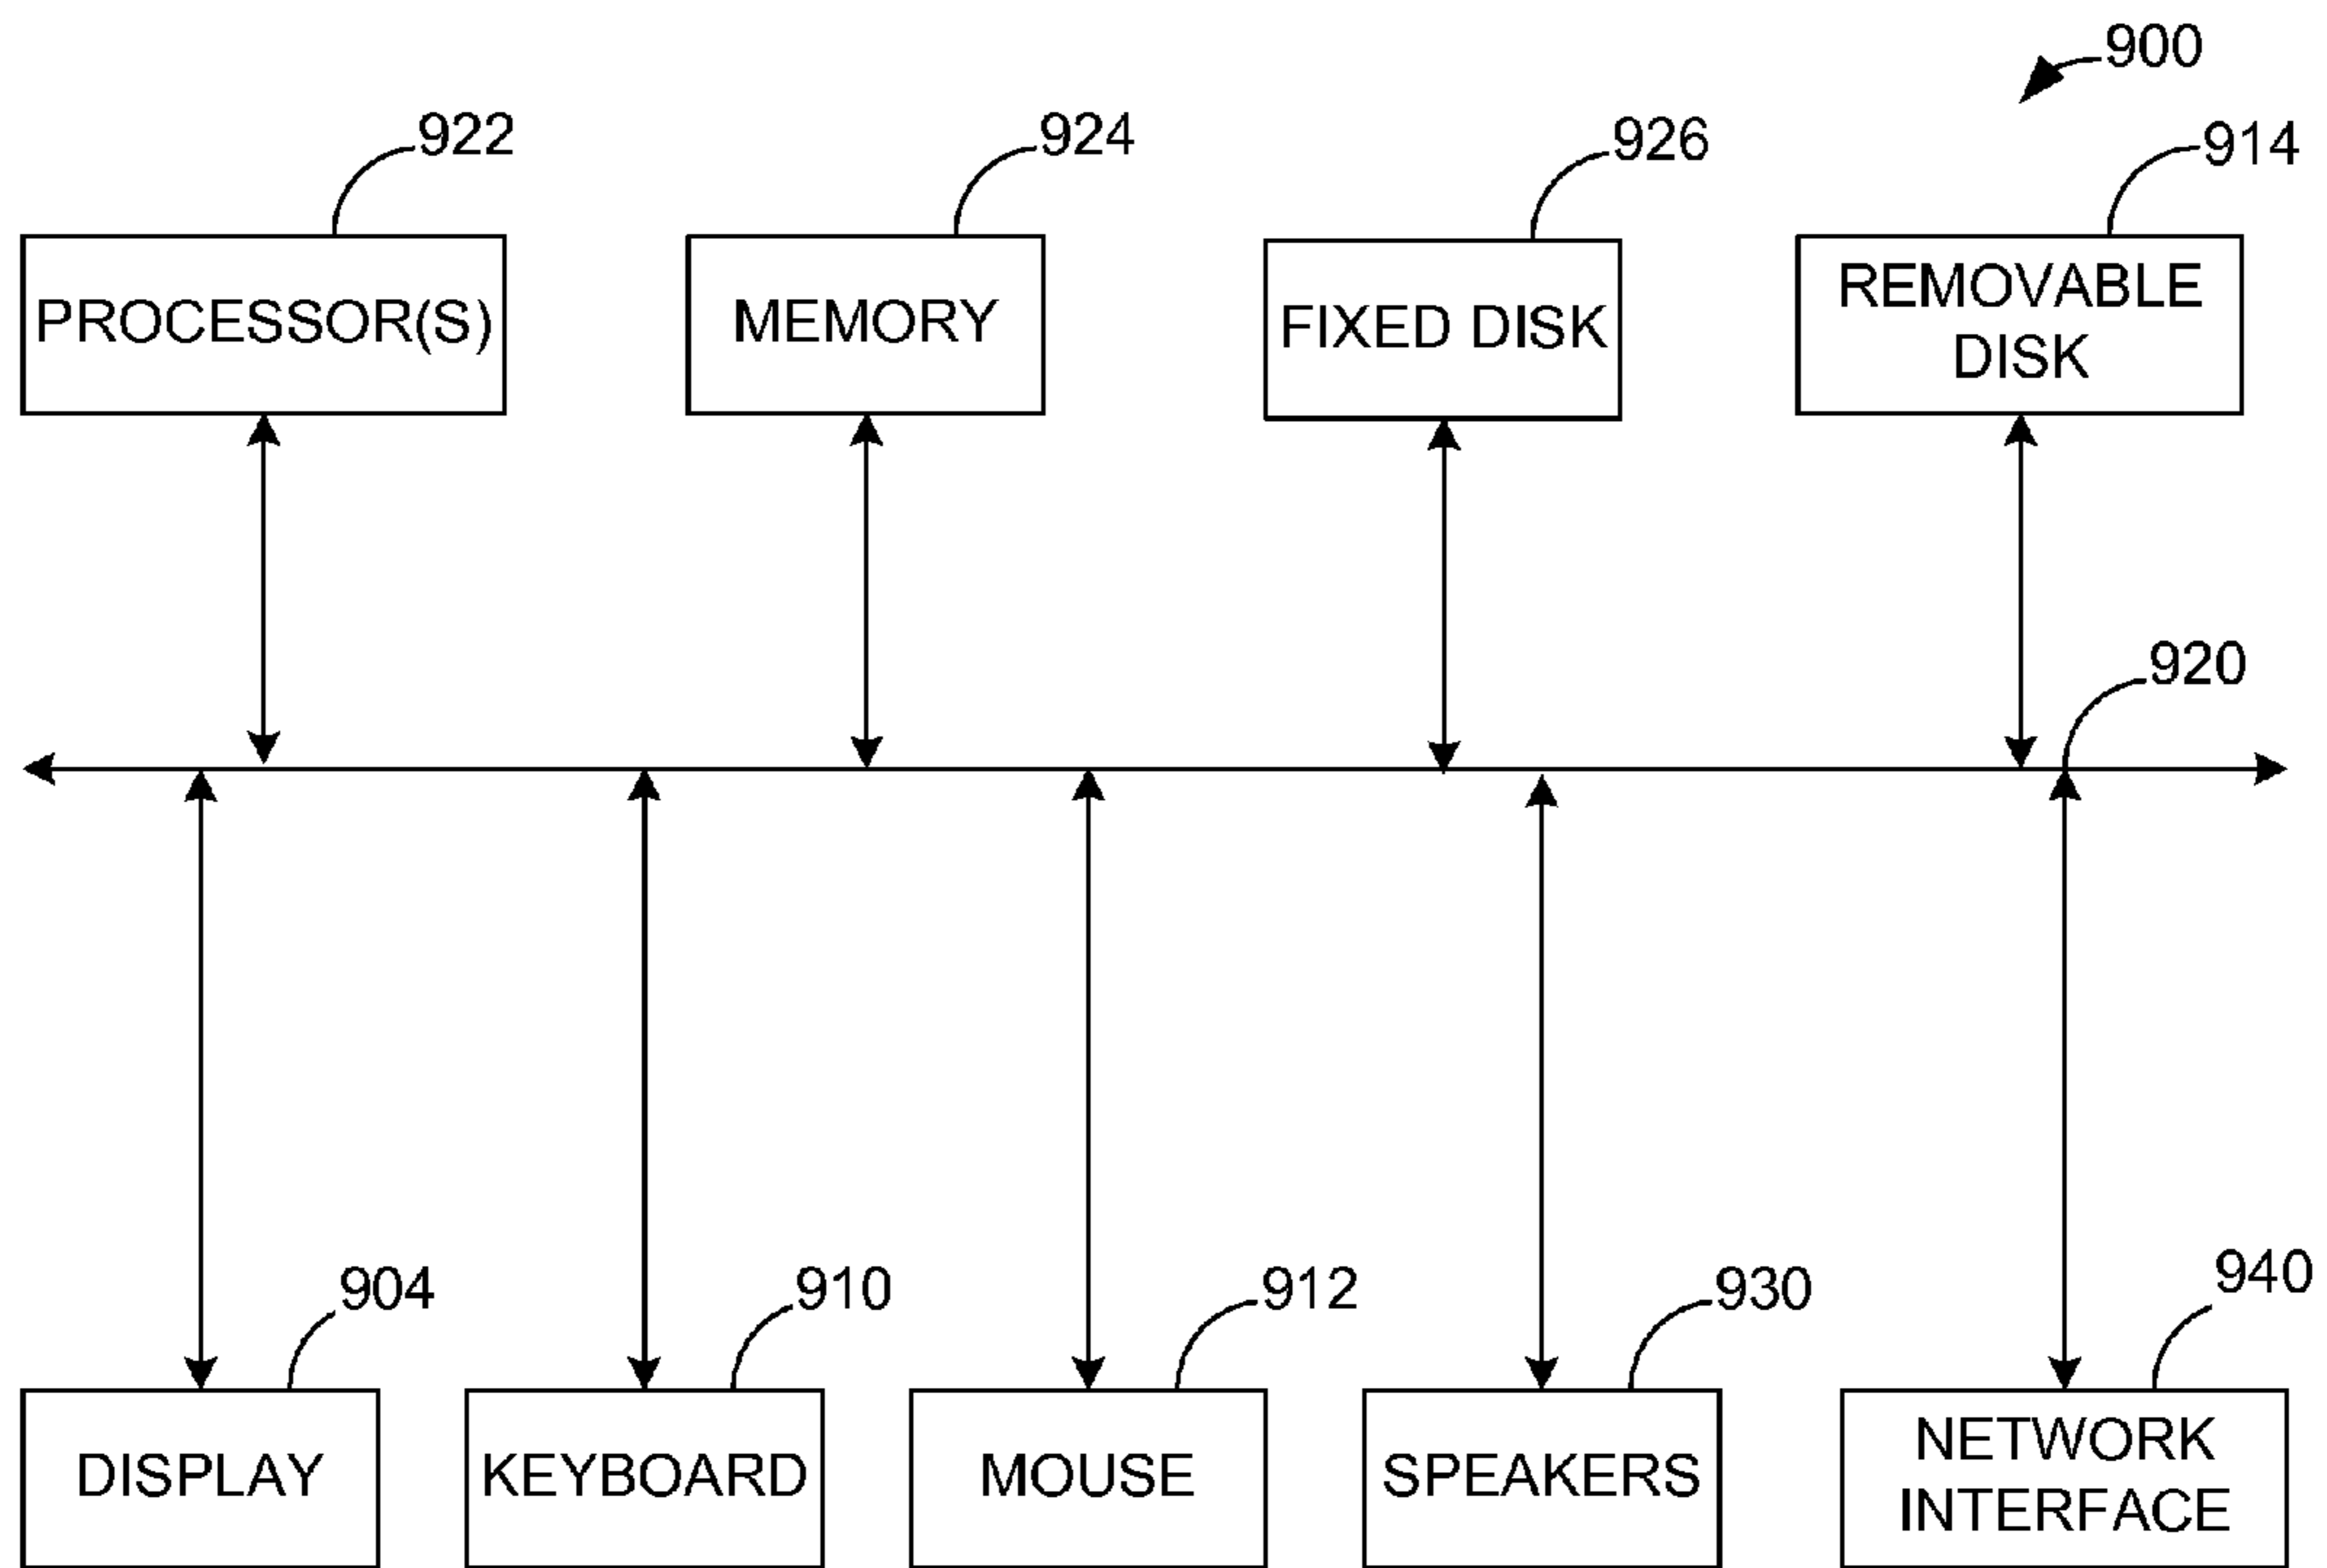 900
922
924
926
914
PROCESSOR(S)
MEMORY
FIXED DISK
REMOVABLE
DISK
920
904
910
912
930
940
DISPLAY
KEYBOARD
MOUSE
SPEAKERS
NETWORK
INTERFACE